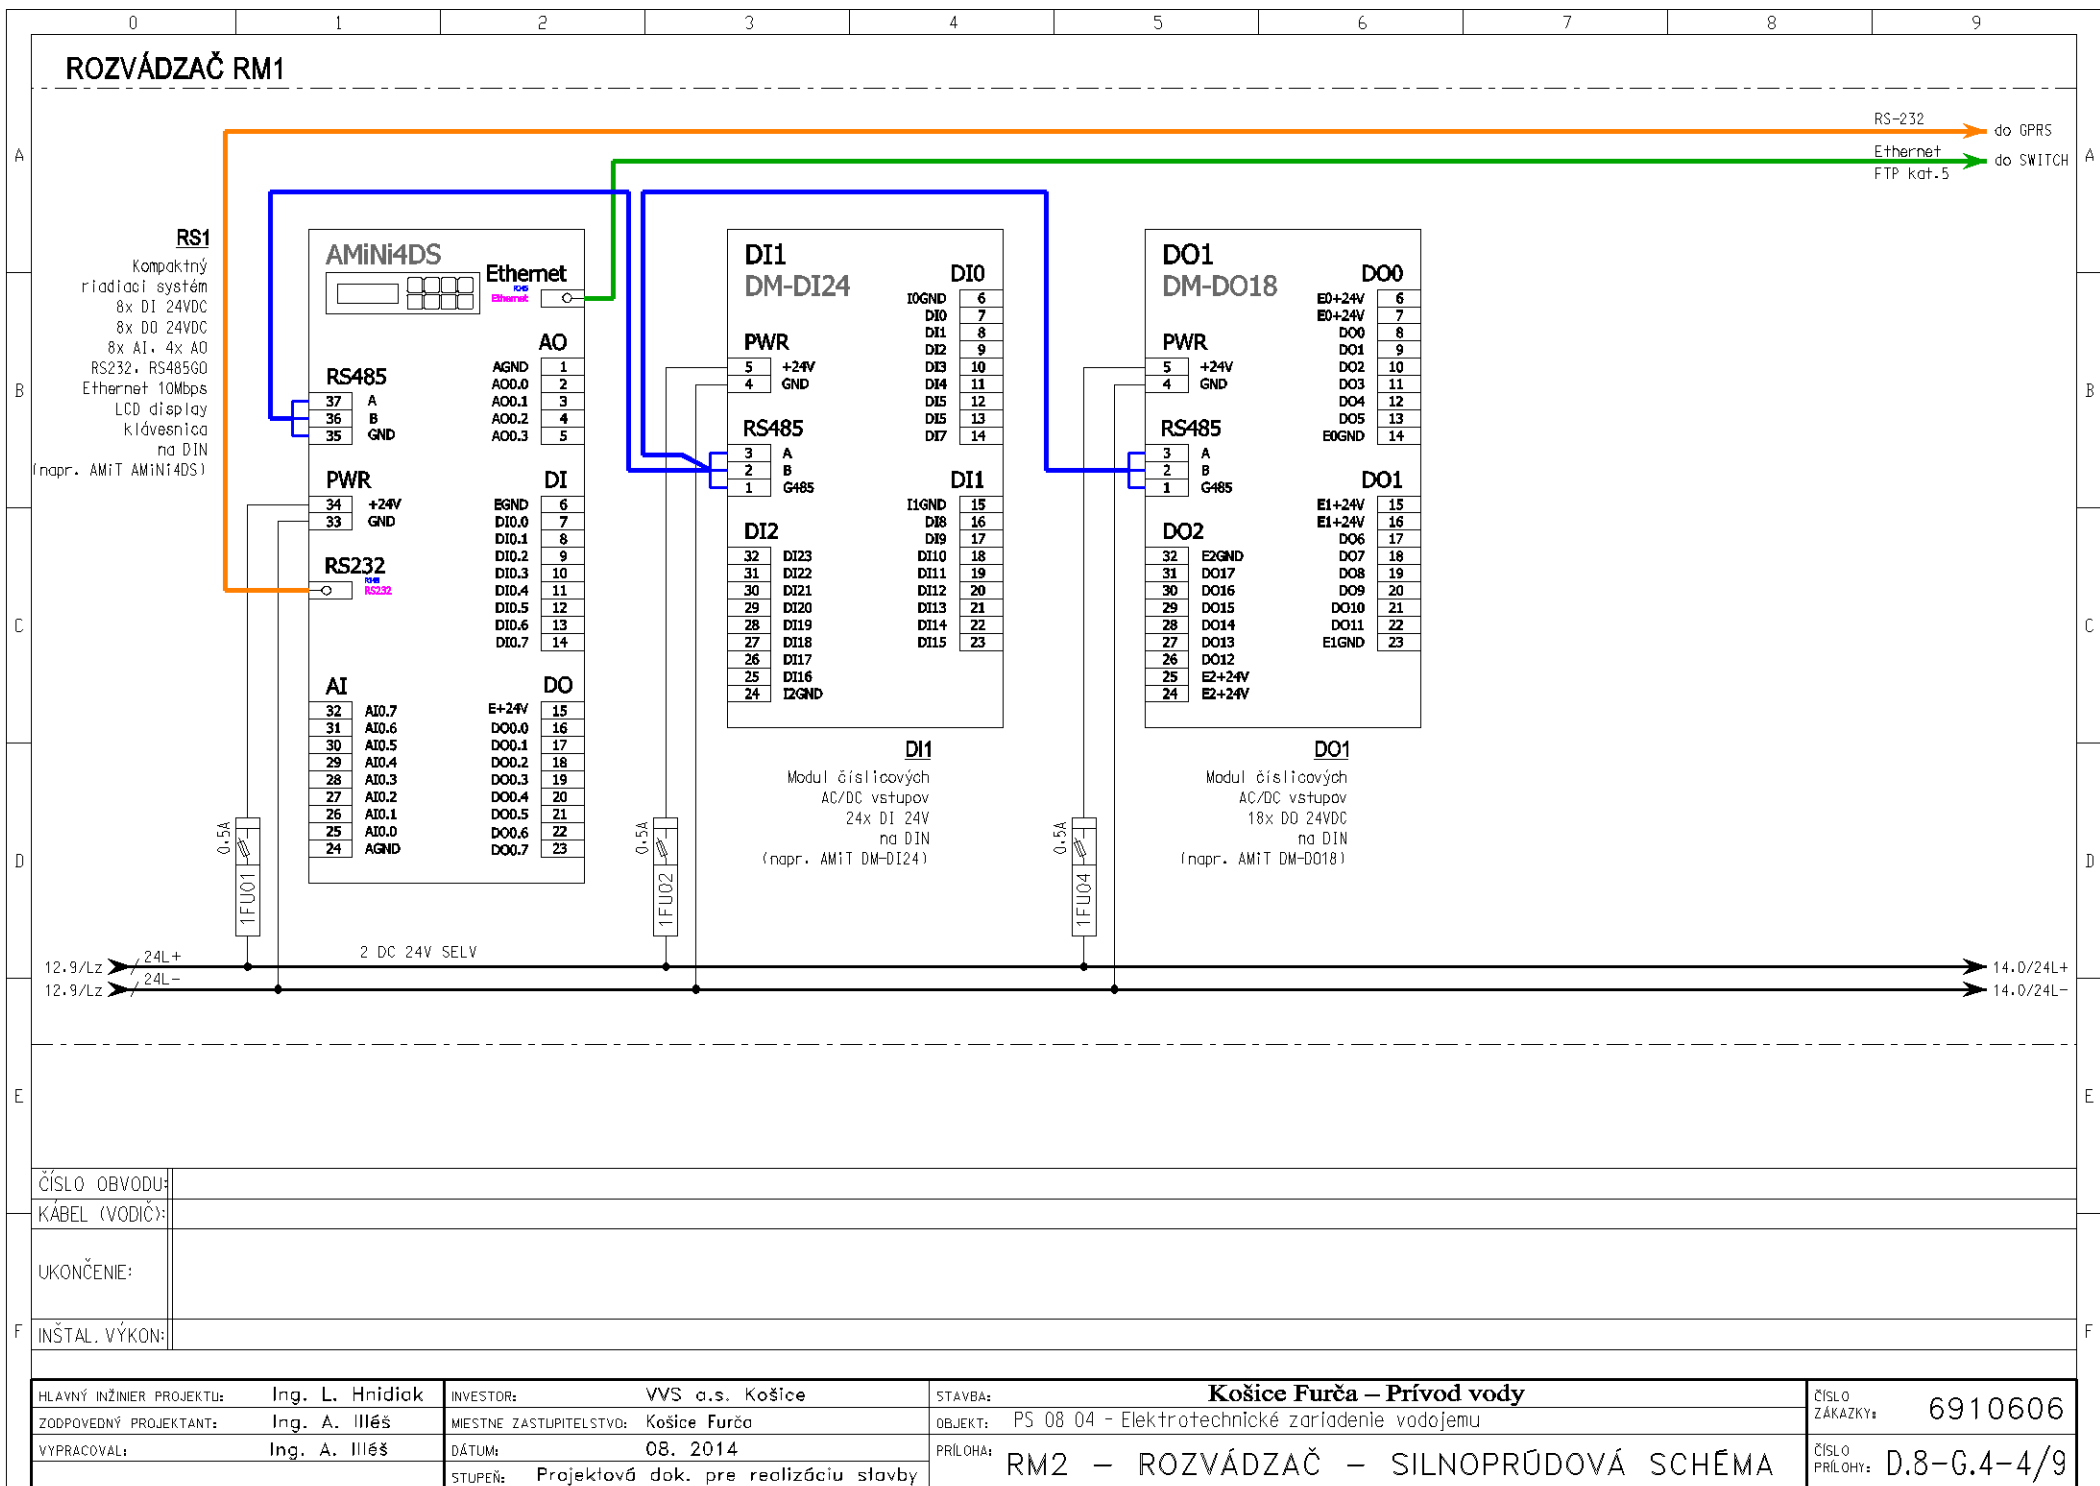 0 1 2 3 4 5 6 7 8 9
ROZVÁDZAČ RM1
RS-232
do GPRS
Ethernet
do SWITCH
FTP kat.5
A
A
B
B
C
C
D
D
E
E
F
F
RS1
Kompaktný
riadiaci systém
8x DI 24VDC
8x DO 24VDC
8x AI, 4x AO
RS232, RS485GO
Ethernet 10Mbps
LCD display
klávesnica
na DIN
(napr. AMiT AMiNi4DS)
AMiNi4DS
Ethernet
RJ45
Ethernet
AO
AGND 1
AO0.0 2
AO0.1 3
AO0.2 4
AO0.3 5
RS485
37 A
36 B
35 GND
PWR
34 +24V
33 GND
DI
EGND 6
DI0.0 7
DI0.1 8
DI0.2 9
DI0.3 10
DI0.4 11
DI0.5 12
DI0.6 13
DI0.7 14
RS232
RJ45
RS232
AI
32 AI0.7
31 AI0.6
30 AI0.5
29 AI0.4
28 AI0.3
27 AI0.2
26 AI0.1
25 AI0.0
24 AGND
DO
E+24V 15
DO0.0 16
DO0.1 17
DO0.2 18
DO0.3 19
DO0.4 20
DO0.5 21
DO0.6 22
DO0.7 23
DI1
DM-DI24
DI0
I0GND 6
DI0 7
DI1 8
DI2 9
DI3 10
DI4 11
DI5 12
DI5 13
DI7 14
PWR
5 +24V
4 GND
RS485
3 A
2 B
1 G485
DI1
I1GND 15
DI8 16
DI9 17
DI10 18
DI11 19
DI12 20
DI13 21
DI14 22
DI15 23
DI2
32 DI23
31 DI22
30 DI21
29 DI20
28 DI19
27 DI18
26 DI17
25 DI16
24 I2GND
DI1
Modul číslicových
AC/DC vstupov
24x DI 24V
na DIN
(napr. AMiT DM-DI24)
DO1
DM-DO18
DO0
E0+24V 6
E0+24V 7
DO0 8
DO1 9
DO2 10
DO3 11
DO4 12
DO5 13
E0GND 14
PWR
5 +24V
4 GND
RS485
3 A
2 B
1 G485
DO1
E1+24V 15
E1+24V 16
DO6 17
DO7 18
DO8 19
DO9 20
DO10 21
DO11 22
E1GND 23
DO2
32 E2GND
31 DO17
30 DO16
29 DO15
28 DO14
27 DO13
26 DO12
25 E2+24V
24 E2+24V
DO1
Modul číslicových
AC/DC vstupov
18x DO 24VDC
na DIN
(napr. AMiT DM-DO18)
0.5A
1FU01
0.5A
1FU02
0.5A
1FU04
2 DC 24V SELV
12.9/Lz 24L+
14.0/24L+
12.9/Lz 24L-
14.0/24L-
ČÍSLO OBVODU:
KÁBEL (VODIČ):
UKONČENIE:
INŠTAL. VÝKON:
HLAVNÝ INŽINIER PROJEKTU: Ing. L. Hnidiak
ZODPOVEDNÝ PROJEKTANT: Ing. A. Illéš
VYPRACOVAL: Ing. A. Illéš
INVESTOR: VVS a.s. Košice
MIESTNE ZASTUPITELSTVO: Košice Furča
DÁTUM: 08. 2014
STUPEŇ: Projektová dok. pre realizáciu stavby
STAVBA: Košice Furča – Prívod vody
OBJEKT: PS 08 04 - Elektrotechnické zariadenie vodojemu
PRÍLOHA: RM2 – ROZVÁDZAČ – SILNOPRÚDOVÁ SCHÉMA
ČÍSLO ZÁKAZKY: 6910606
ČÍSLO PRÍLOHY: D.8-G.4-4/9